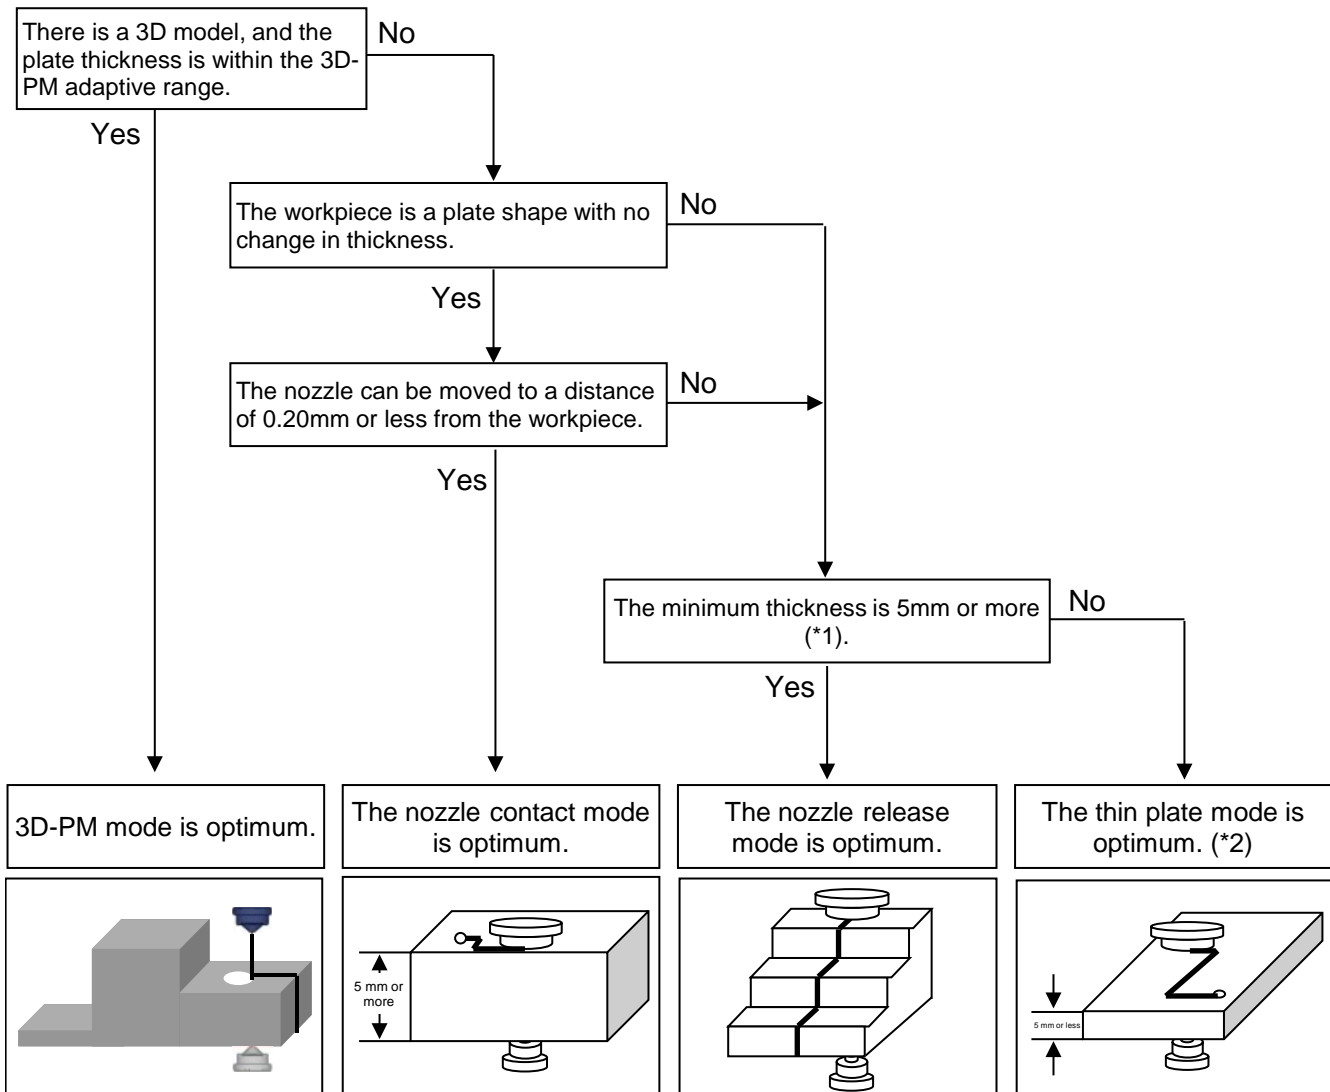 There is a 3D model, and the
plate thickness is within the 3D-
PM adaptive range.
No
Yes
The workpiece is a plate shape with no
change in thickness.
No
Yes
The nozzle can be moved to a distance
of 0.20mm or less from the workpiece.
No
Yes
The minimum thickness is 5mm or more
(*1).
No
Yes
3D-PM mode is optimum.
The nozzle contact mode
is optimum.
The nozzle release
mode is optimum.
The thin plate mode is
optimum. (*2)
5 mm or
more
5 mm or less